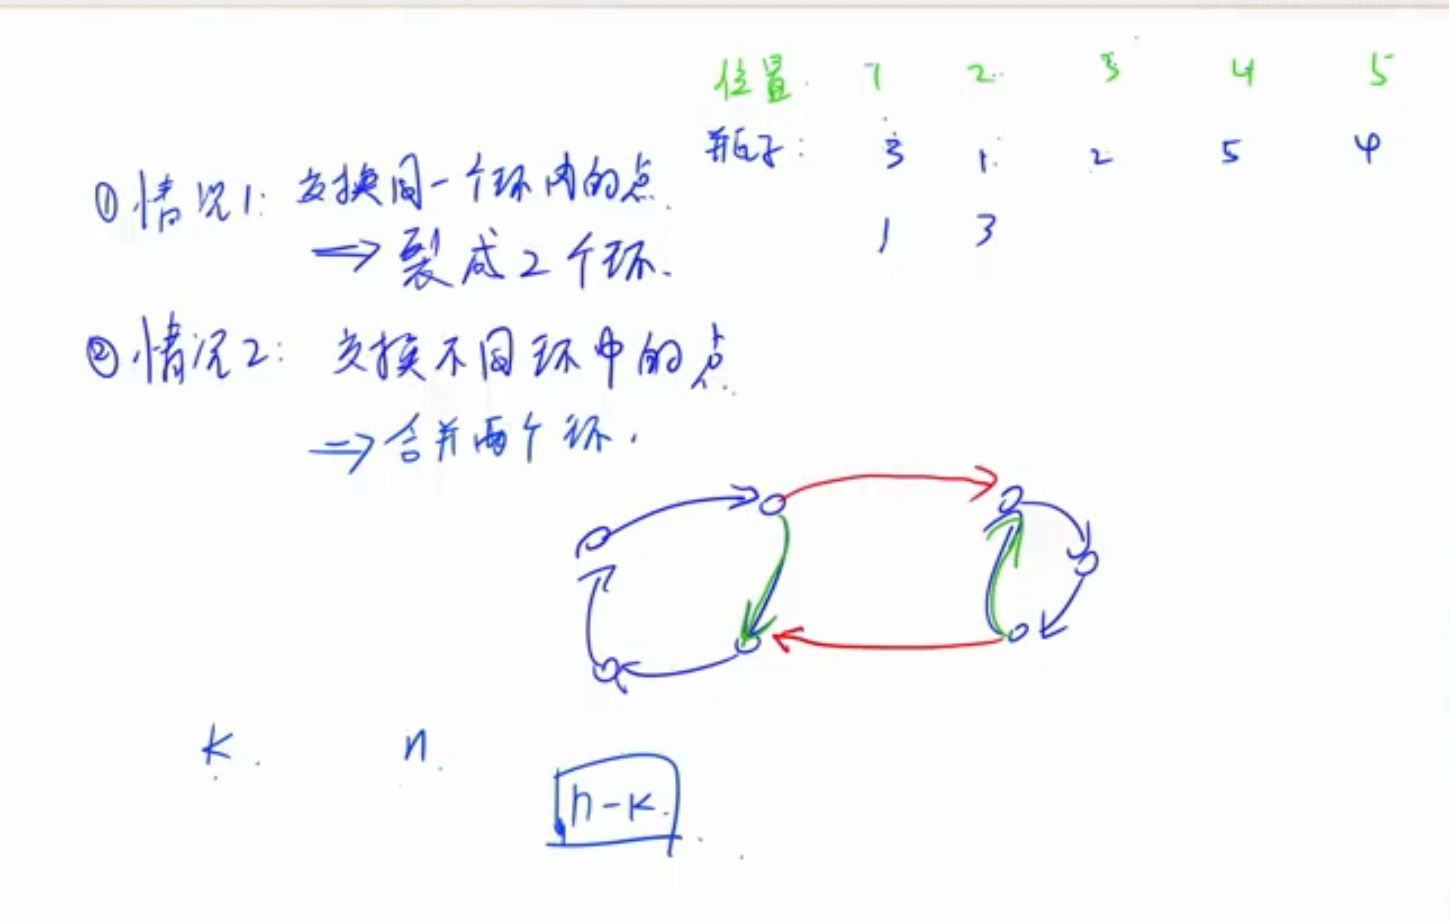 位置: 1 2 3 4 5
瓶子: 3 1 2 5 4
1 3
①情况1: 交换同一个环内的点.
⇒ 裂成2个环.
②情况2: 交换不同环中的点.
⇒ 合并两个环.
k. n.
n-k.